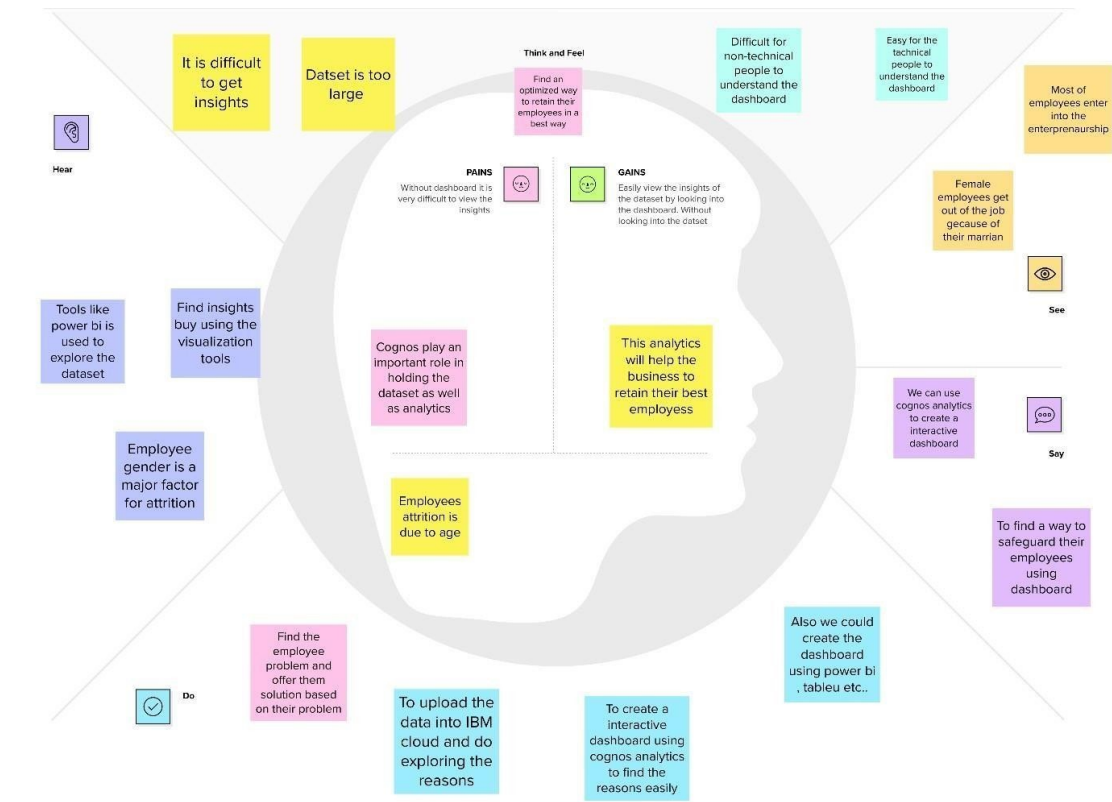 It is difficult
to get
insights
Datset is too
large
Think and Feel
Find an
optimized way
to retain their
employees in a
best way
Difficult for
non-technical
people to
understand the
dashboard
Easy for the
tachnical
people to
understand the
dashboard
Most of
employees enter
into the
enterprenaurship
Hear
PAINS
Without dashboard it is
very difficult to view the
insights
GAINS
Easily view the insights of
the dataset by looking into
the dashboard. Without
looking into the datset
Female
employees get
out of the job
gecause of
their marrian
See
Tools like
power bi is
used to
explore the
dataset
Find insights
buy using the
visualization
tools
Cognos play an
important role in
holding the
dataset as well
as analytics
This analytics
will help the
business to
retain their best
employess
We can use
cognos analytics
to create a
interactive
dashboard
Say
Employee
gender is a
major factor
for attrition
Employees
attrition is
due to age
To find a way to
safeguard their
employees
using
dashboard
Do
Find the
employee
problem and
offer them
solution based
on their problem
To upload the
data into IBM
cloud and do
exploring the
reasons
To create a
interactive
dashboard using
cognos analytics
to find the
reasons easily
Also we could
create the
dashboard
using power bi
, tableu etc..